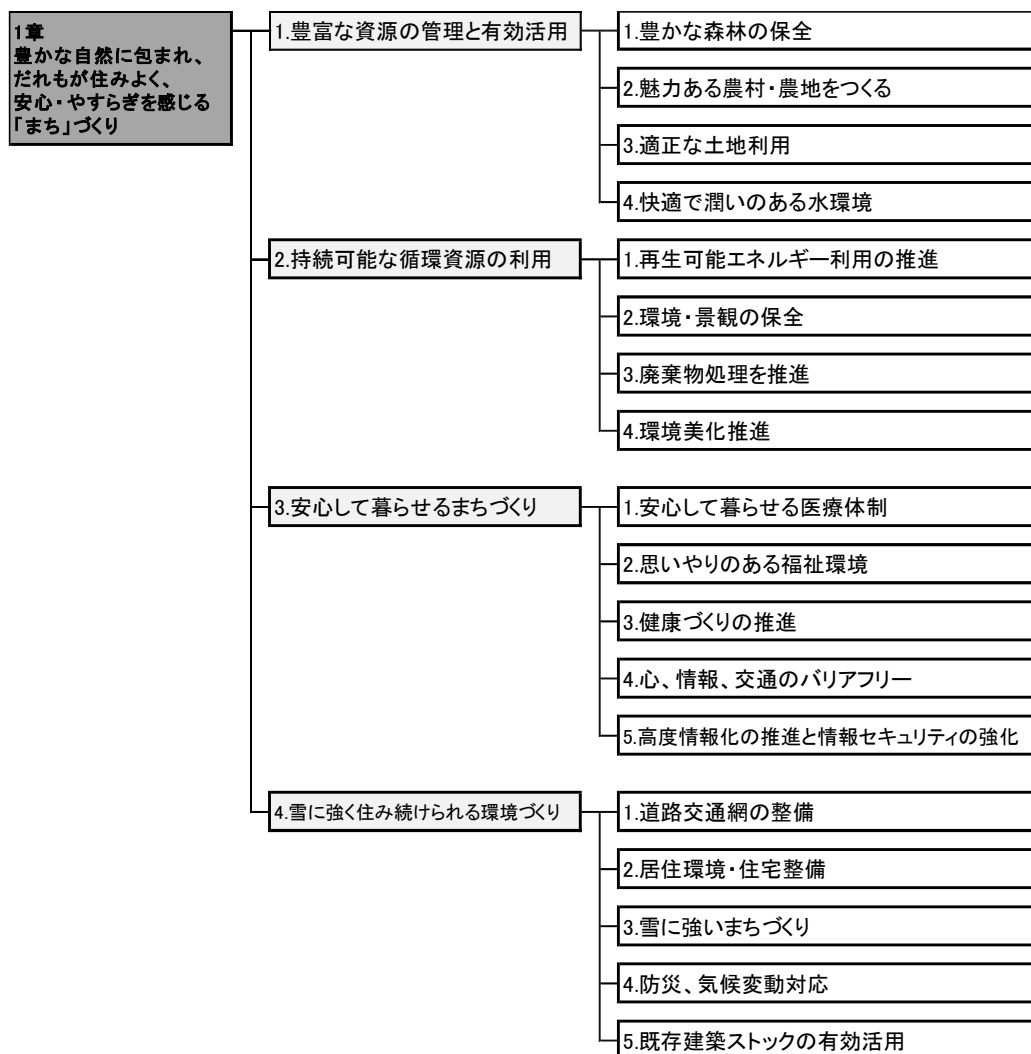 1章
豊かな自然に包まれ、
だれもが住みよく、
安心・やすらぎを感じる
「まち」づくり
1.豊富な資源の管理と有効活用
1.豊かな森林の保全
2.魅力ある農村・農地をつくる
3.適正な土地利用
4.快適で潤いのある水環境
2.持続可能な循環資源の利用
1.再生可能エネルギー利用の推進
2.環境・景観の保全
3.廃棄物処理を推進
4.環境美化推進
3.安心して暮らせるまちづくり
1.安心して暮らせる医療体制
2.思いやりのある福祉環境
3.健康づくりの推進
4.心、情報、交通のバリアフリー
5.高度情報化の推進と情報セキュリティの強化
4.雪に強く住み続けられる環境づくり
1.道路交通網の整備
2.居住環境・住宅整備
3.雪に強いまちづくり
4.防災、気候変動対応
5.既存建築ストックの有効活用